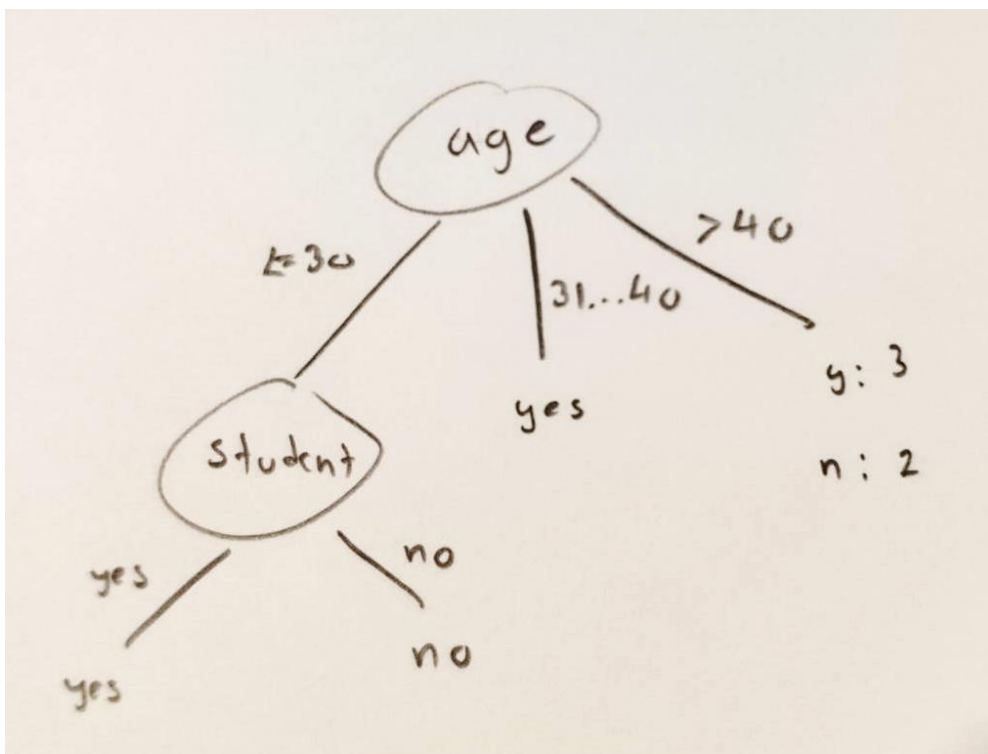 age
<=30
31...40
>40
yes
y: 3
n: 2
student
yes
no
yes
no